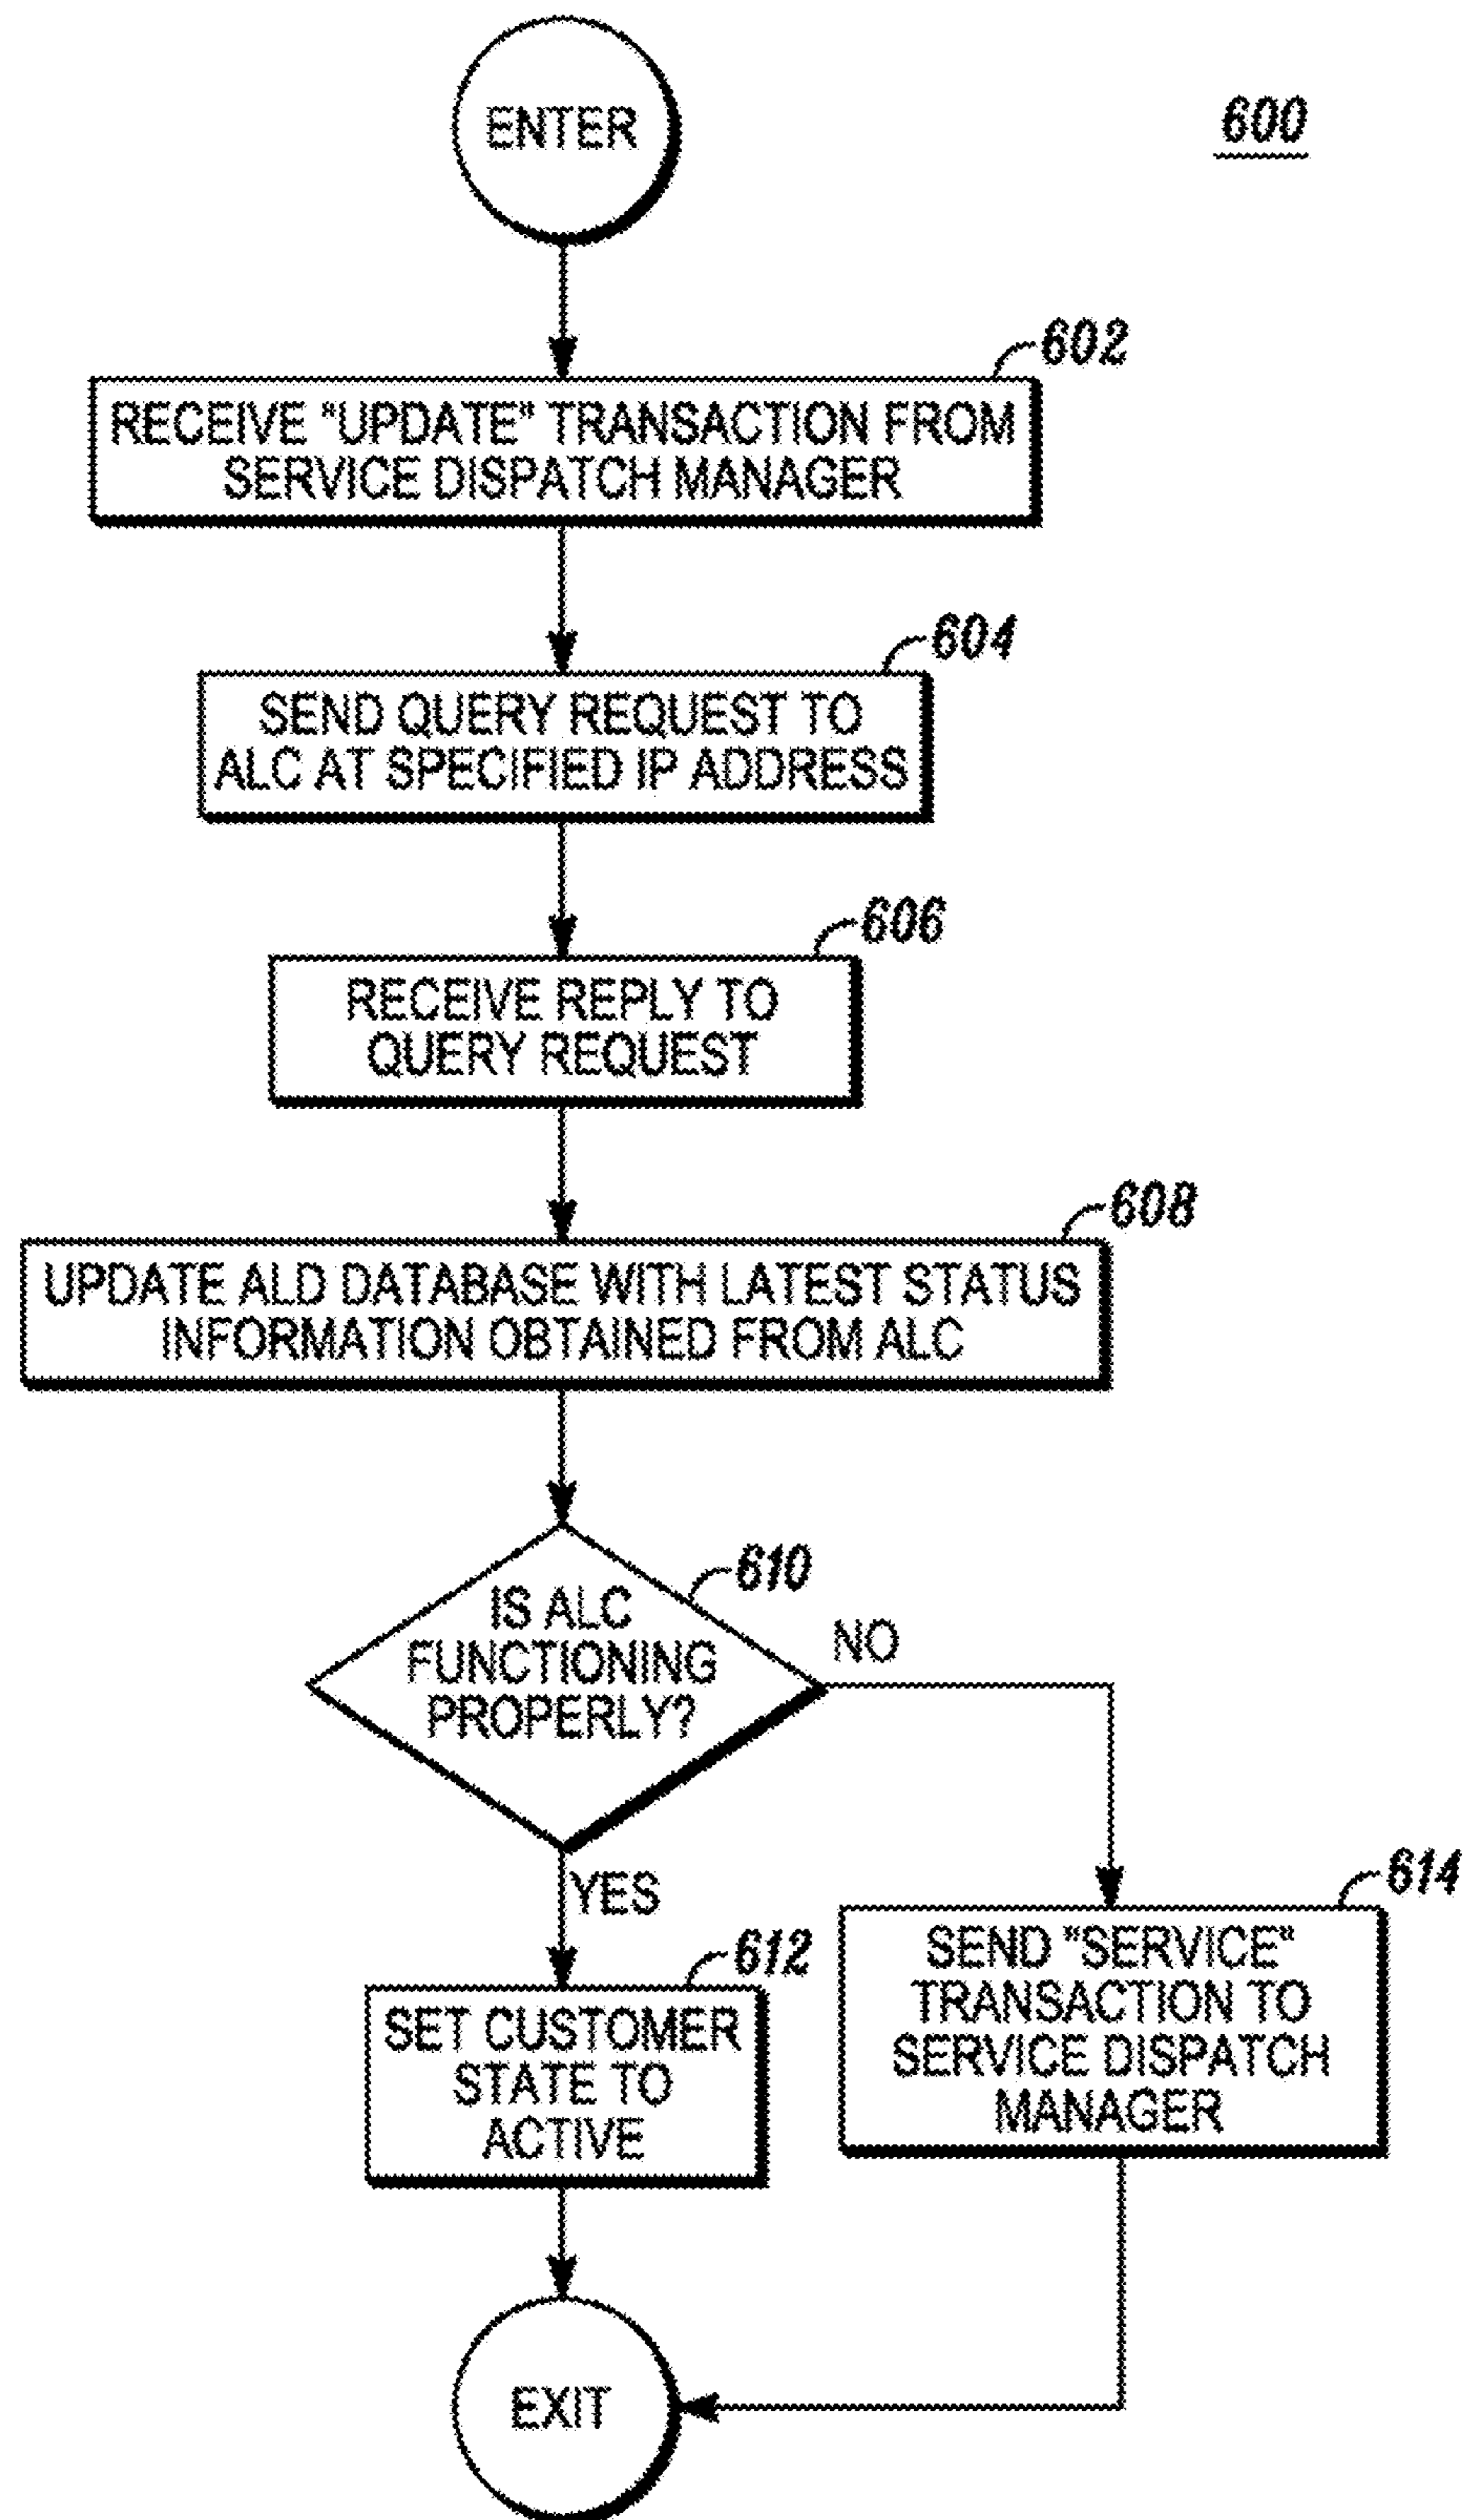 ENTER
600
602
RECEIVE "UPDATE" TRANSACTION FROM
SERVICE DISPATCH MANAGER
604
SEND QUERY REQUEST TO
ALC AT SPECIFIED IP ADDRESS
606
RECEIVE REPLY TO
QUERY REQUEST
608
UPDATE ALD DATABASE WITH LATEST STATUS
INFORMATION OBTAINED FROM ALC
610
IS ALC
FUNCTIONING
PROPERLY?
NO
YES
612
SET CUSTOMER
STATE TO
ACTIVE
614
SEND "SERVICE"
TRANSACTION TO
SERVICE DISPATCH
MANAGER
EXIT